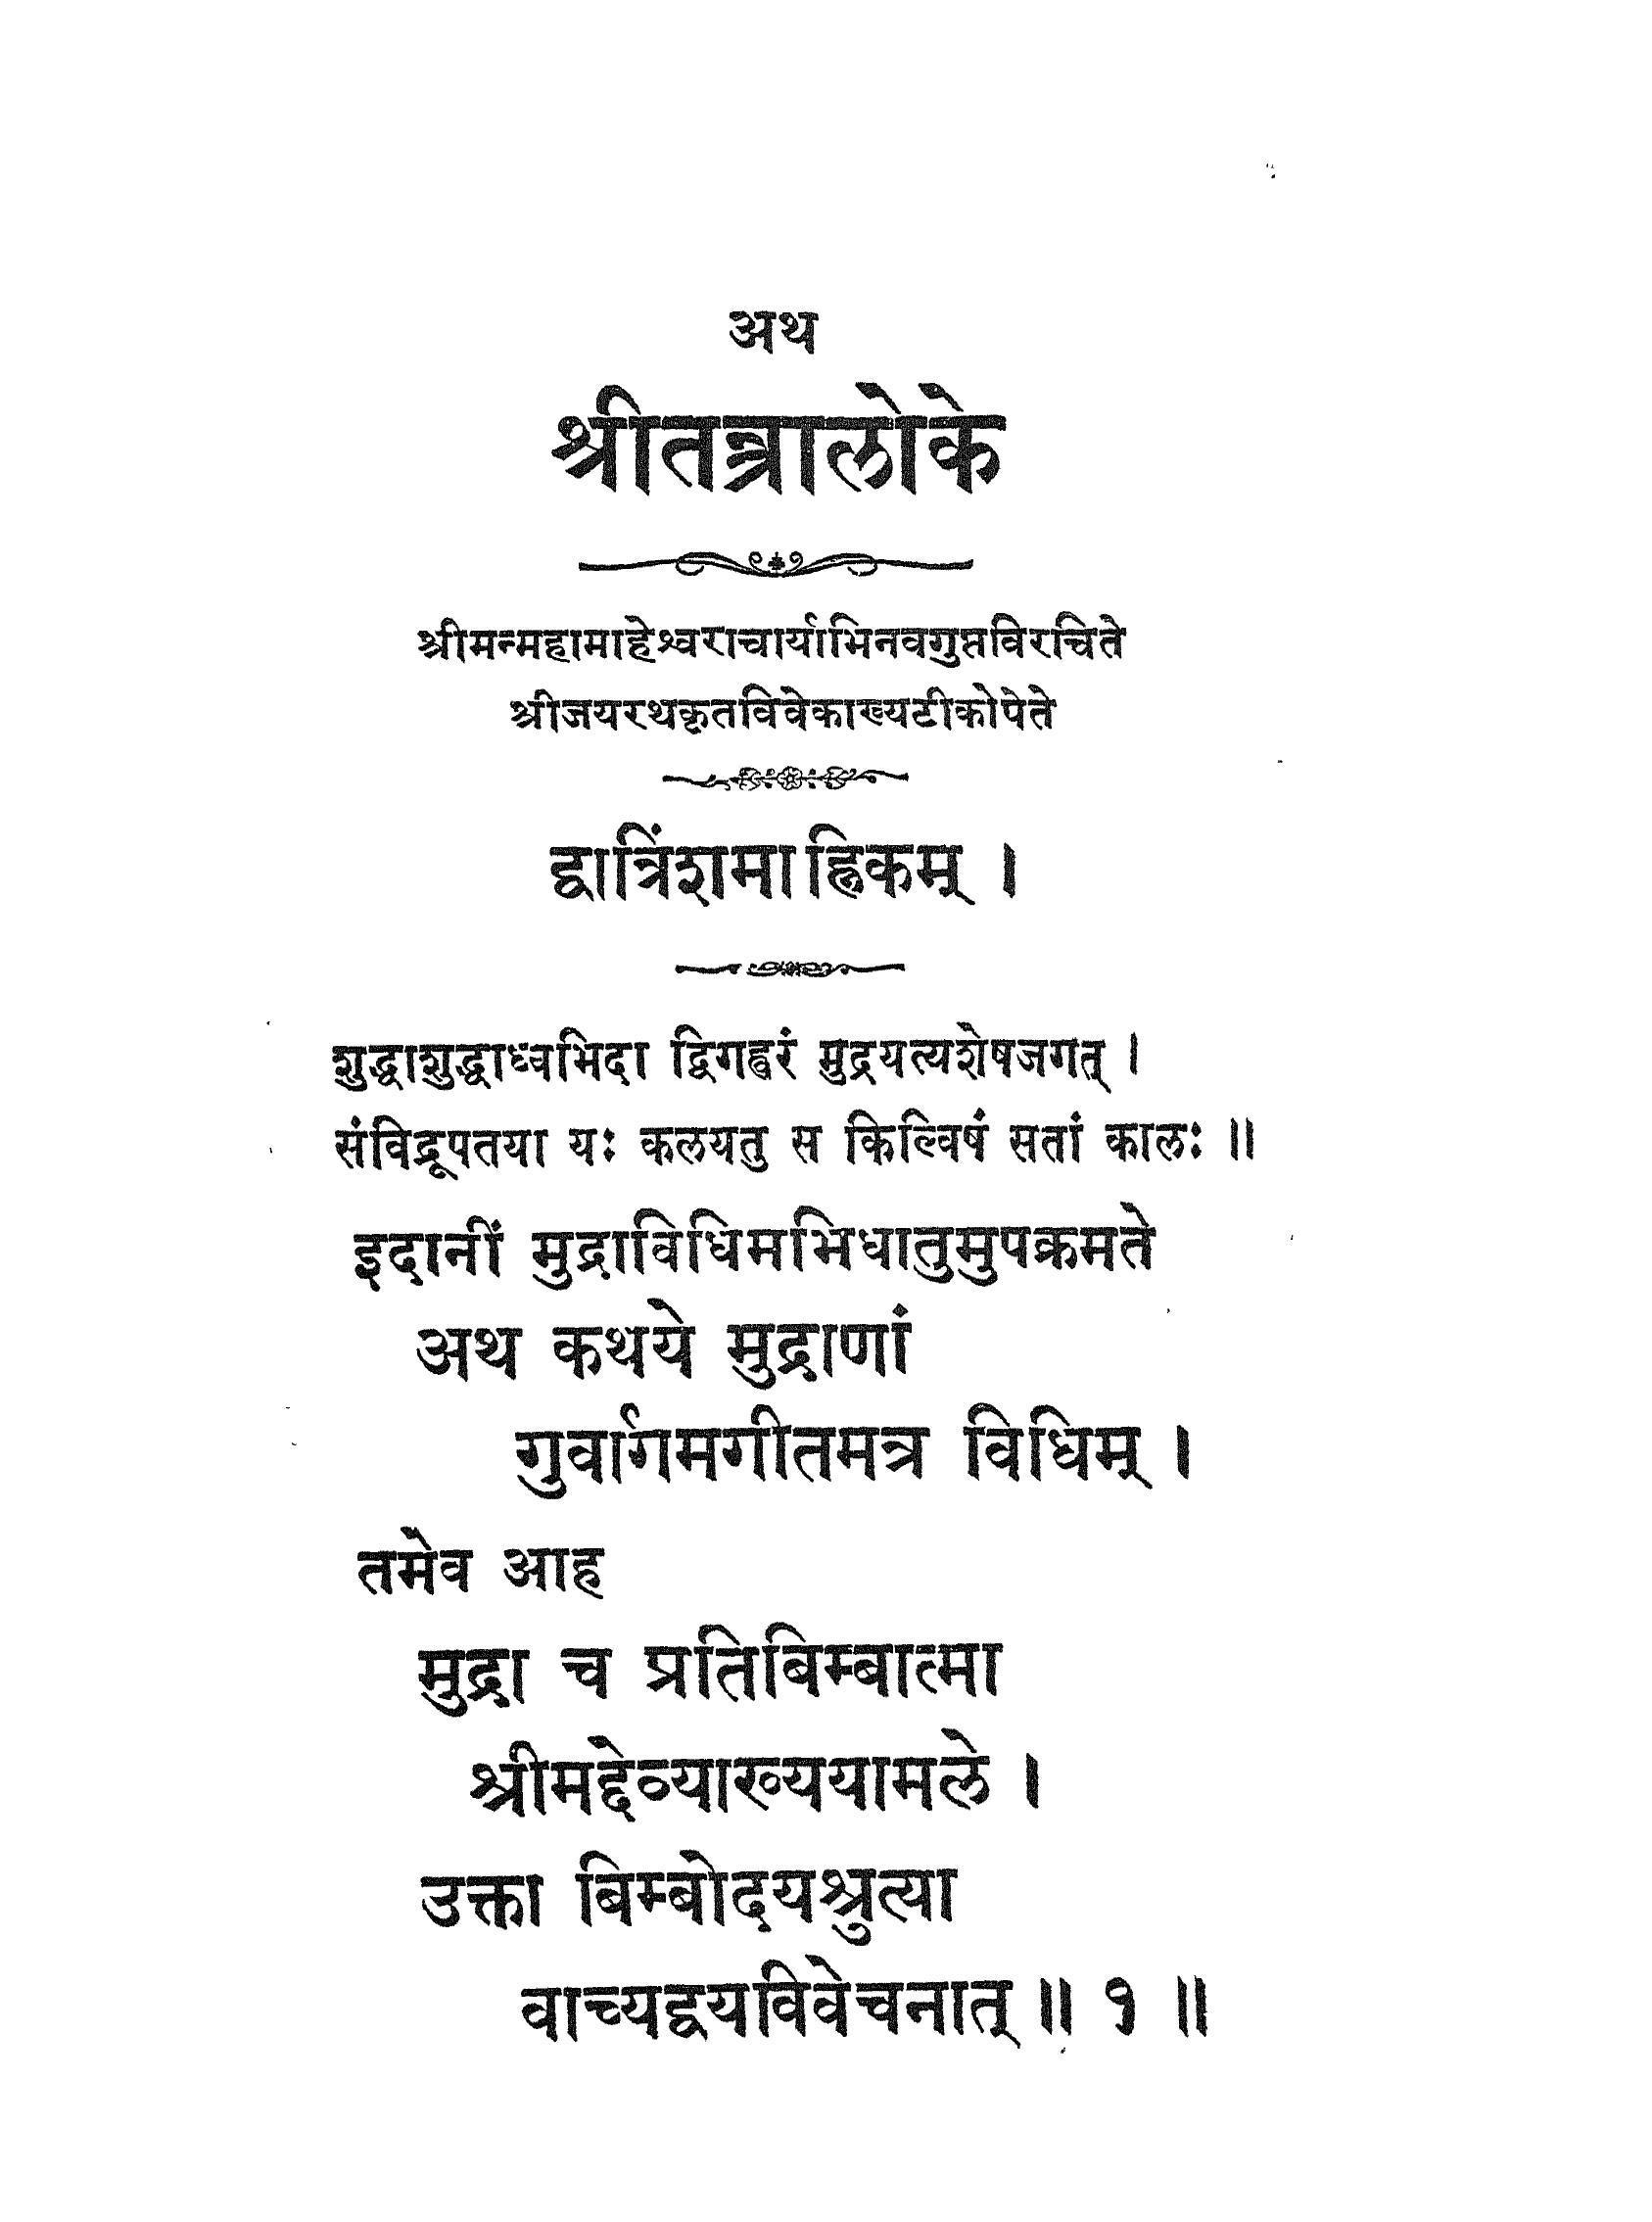 अथ
श्रीतन्त्रालोके
श्रीमन्महामाहेश्वराचार्याभिनवगुप्तविरचिते
श्रीजयरथकृतविवेकाख्यटीकोपेते
द्वात्रिंशमाह्निकम् ।
शुद्धाशुद्धाध्वभिदा द्विगह्वरं मुद्रयत्यशेषजगत् ।
संविद्रूपतया यः कलयतु स किल्विषं सतां कालः ॥
इदानीं मुद्राविधिमभिधातुमुपक्रमते
अथ कथये मुद्राणां
गुर्वागमगीतमत्र विधिम् ।
तमेव आह
मुद्रा च प्रतिबिम्बात्मा
श्रीमद्देव्याख्ययामले ।
उक्ता बिम्बोदयश्रुत्या
वाच्यद्वयविवेचनात् ॥ १ ॥